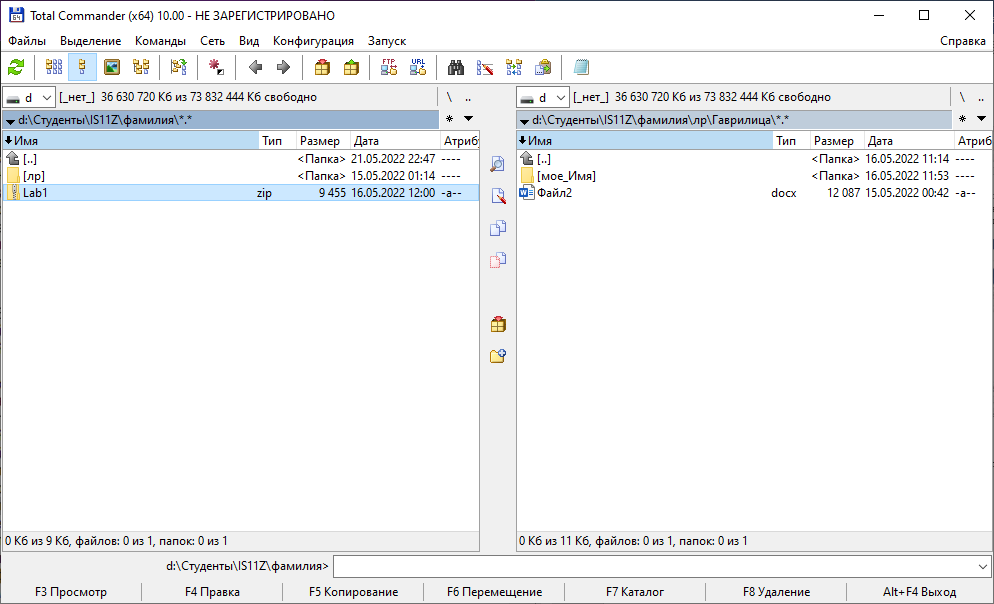 Total Commander (x64) 10.00 - НЕ ЗАРЕГИСТРИРОВАНО
Файлы Выделение Команды Сеть Вид Конфигурация Запуск Справка
FTP URL
d [_нет_] 36 630 720 Кб из 73 832 444 Кб свободно \ ..
d [_нет_] 36 630 720 Кб из 73 832 444 Кб свободно \ ..
d:\Студенты\IS11Z\фамилия\*.* * 
d:\Студенты\IS11Z\фамилия\лр\Гаврилица\*.* *
Имя Тип Размер Дата Атрибу
[..] <Папка> 21.05.2022 22:47 ----
[лр] <Папка> 15.05.2022 01:14 ----
Lab1 zip 9 455 16.05.2022 12:00 -a--
Имя Тип Размер Дата Атрибу
[..] <Папка> 16.05.2022 11:14 ----
[мое_Имя] <Папка> 16.05.2022 11:53 ----
Файл2 docx 12 087 15.05.2022 00:42 -a--
0 Кб из 9 Кб, файлов: 0 из 1, папок: 0 из 1
0 Кб из 11 Кб, файлов: 0 из 1, папок: 0 из 1
d:\Студенты\IS11Z\фамилия>
F3 Просмотр F4 Правка F5 Копирование F6 Перемещение F7 Каталог F8 Удаление Alt+F4 Выход